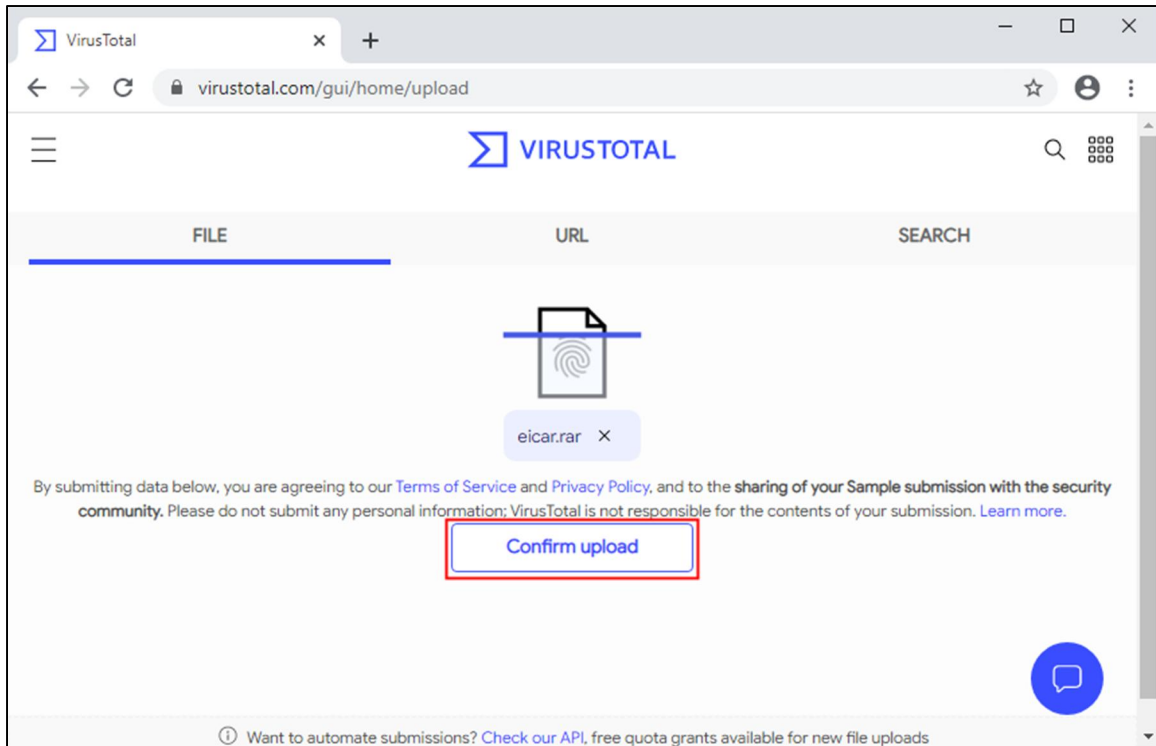 VirusTotal
virustotal.com/gui/home/upload
VIRUSTOTAL
FILE URL SEARCH
eicar.rar
By submitting data below, you are agreeing to our Terms of Service and Privacy Policy, and to the sharing of your Sample submission with the security
community. Please do not submit any personal information; VirusTotal is not responsible for the contents of your submission. Learn more.
Confirm upload
Want to automate submissions? Check our API, free quota grants available for new file uploads